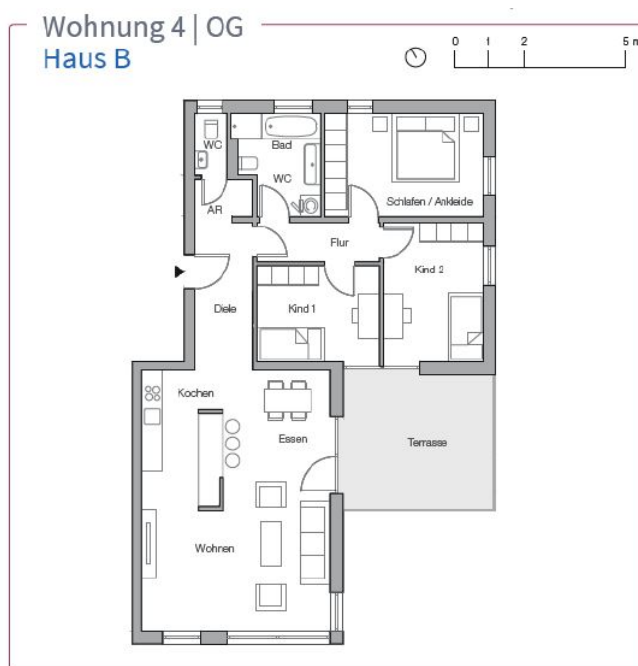 Wohnung 4 | OG
Haus B
0 1 2 5 m
WC
Bad
WC
AR
Schlafen / Ankleide
Flur
Kind 2
Diele
Kind 1
Kochen
Essen
Terrasse
Wohnen